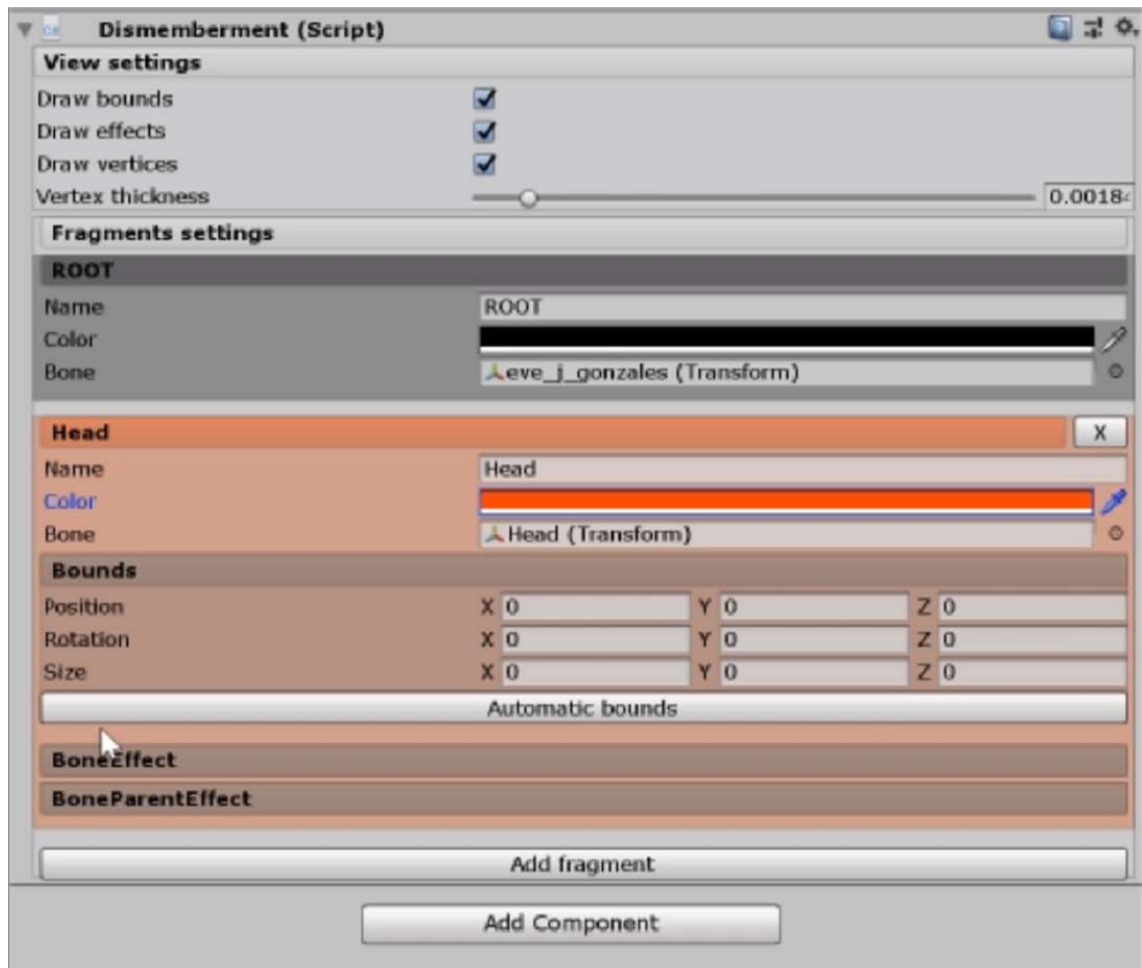 Dismemberment (Script)
View settings
Draw bounds
Draw effects
Draw vertices
Vertex thickness 0.0018
Fragments settings
ROOT
Name ROOT
Color
Bone eve_j_gonzales (Transform)
Head X
Name Head
Color
Bone Head (Transform)
Bounds
Position X 0 Y 0 Z 0
Rotation X 0 Y 0 Z 0
Size X 0 Y 0 Z 0
Automatic bounds
BoneEffect
BoneParentEffect
Add fragment
Add Component